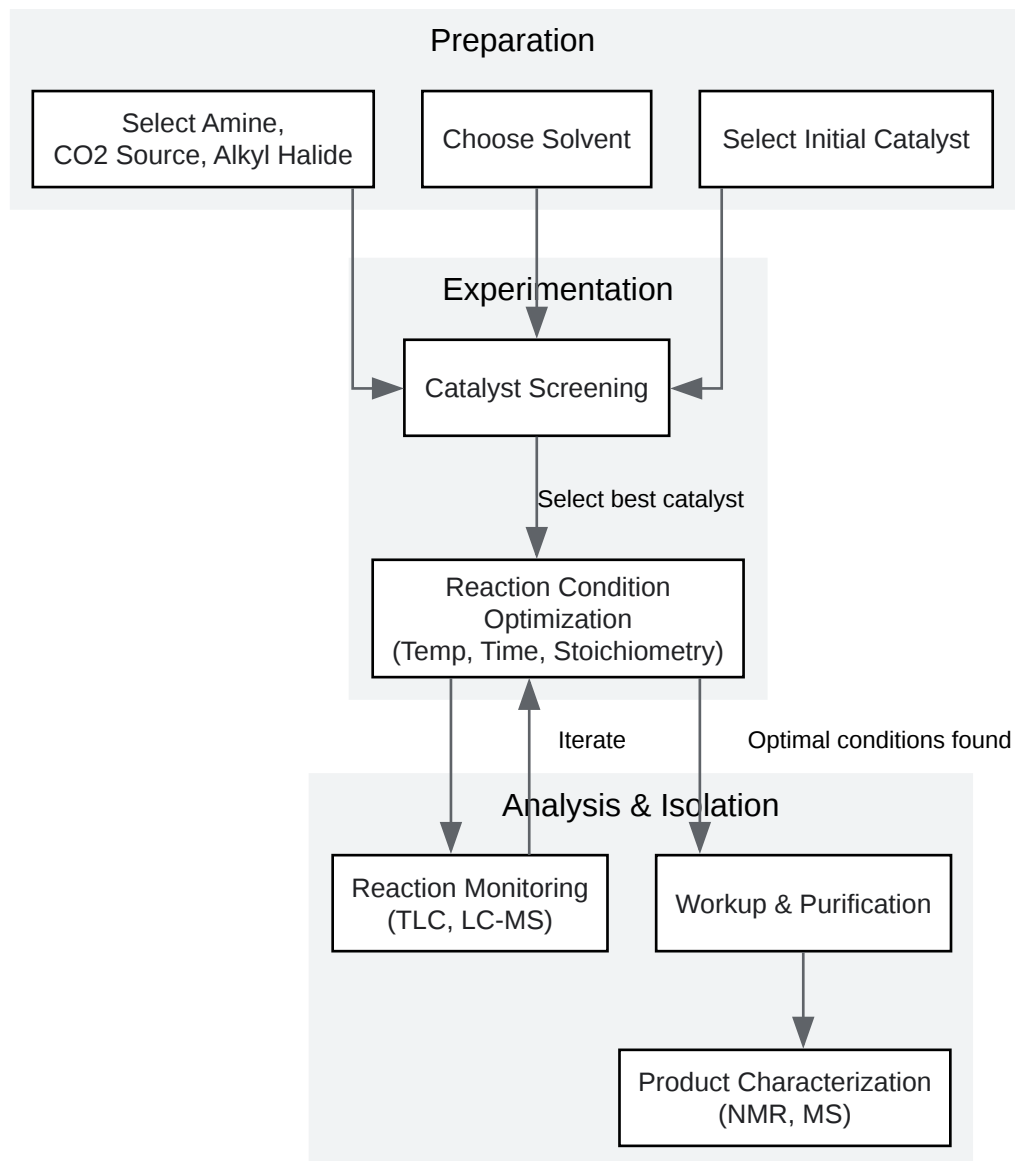 Preparation
Select Amine,
CO2 Source, Alkyl Halide
Choose Solvent
Select Initial Catalyst
Experimentation
Catalyst Screening
Select best catalyst
Reaction Condition
Optimization
(Temp, Time, Stoichiometry)
Iterate
Optimal conditions found
Analysis & Isolation
Reaction Monitoring
(TLC, LC-MS)
Workup & Purification
Product Characterization
(NMR, MS)